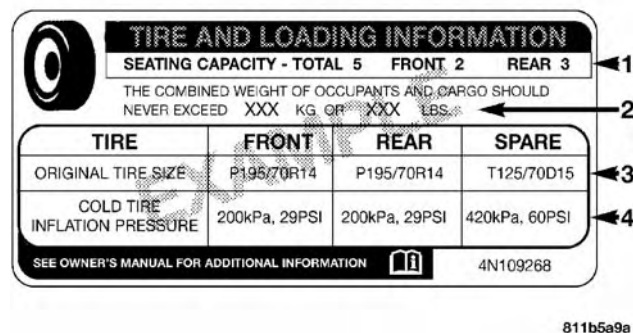 TIRE AND LOADING INFORMATION
SEATING CAPACITY - TOTAL 5 FRONT 2 REAR 3
1
THE COMBINED WEIGHT OF OCCUPANTS AND CARGO SHOULD
NEVER EXCEED XXX KG OR XXX LBS.
2
TIRE FRONT REAR SPARE
ORIGINAL TIRE SIZE P195/70R14 P195/70R14 T125/70D15
3
COLD TIRE
INFLATION PRESSURE 200kPa, 29PSI 200kPa, 29PSI 420kPa, 60PSI
4
EXAMPLE
SEE OWNER'S MANUAL FOR ADDITIONAL INFORMATION i 4N109268
811b5a9a